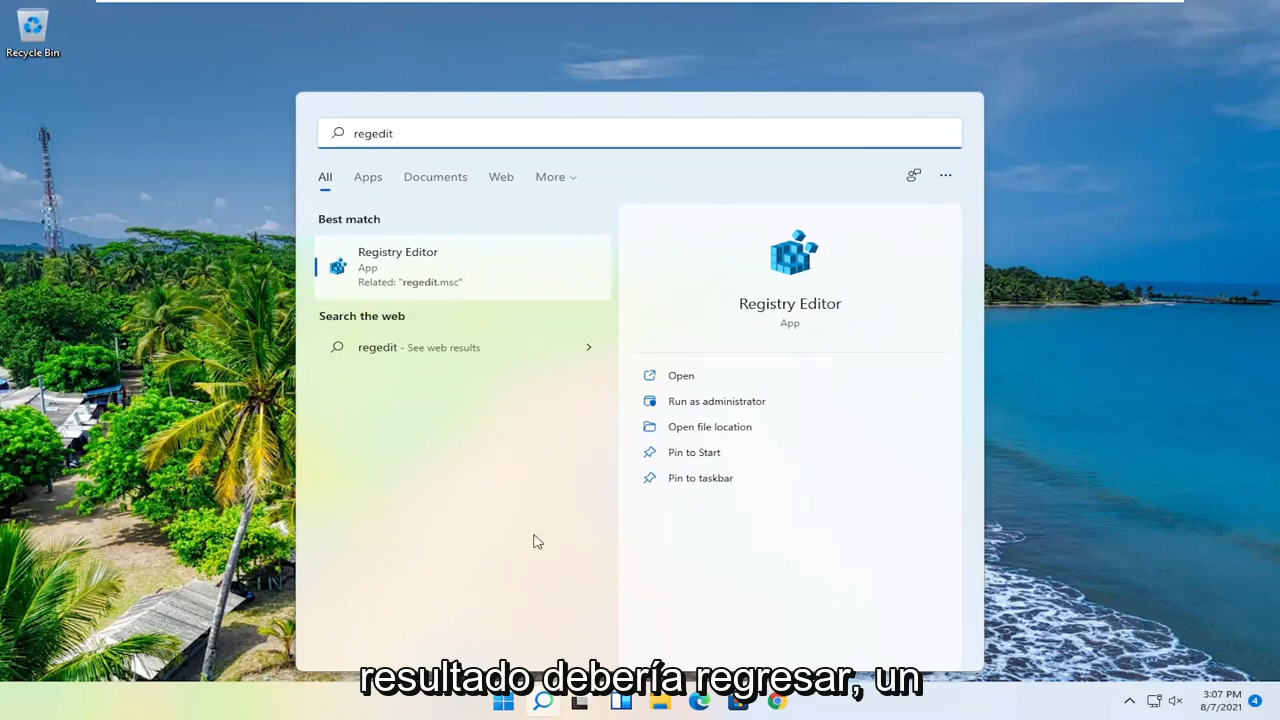 Recycle Bin
regedit
All Apps Documents Web More
Best match
Registry Editor
App
Related: "regedit.msc"
Search the web
regedit - See web results
Registry Editor
App
Open
Run as administrator
Open file location
Pin to Start
Pin to taskbar
resultado debería regresar, un
3:07 PM
8/7/2021
4